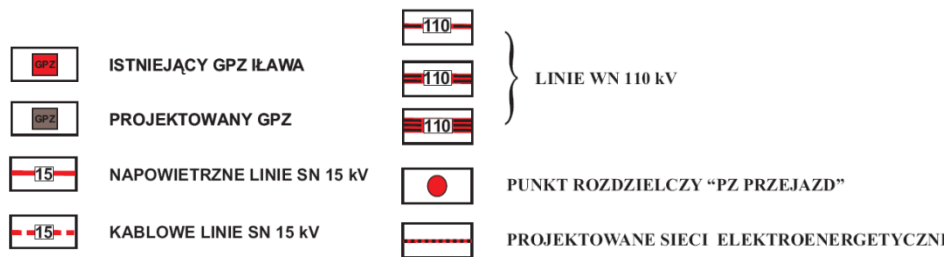 GPZ ISTNIEJĄCY GPZ IŁAWA
GPZ PROJEKTOWANY GPZ
15 NAPOWIETRZNE LINIE SN 15 kV
15 KABLOWE LINIE SN 15 kV
110
110 LINIE WN 110 kV
110
PUNKT ROZDZIELCZY “PZ PRZEJAZD”
PROJEKTOWANE SIECI ELEKTROENERGETYCZNE